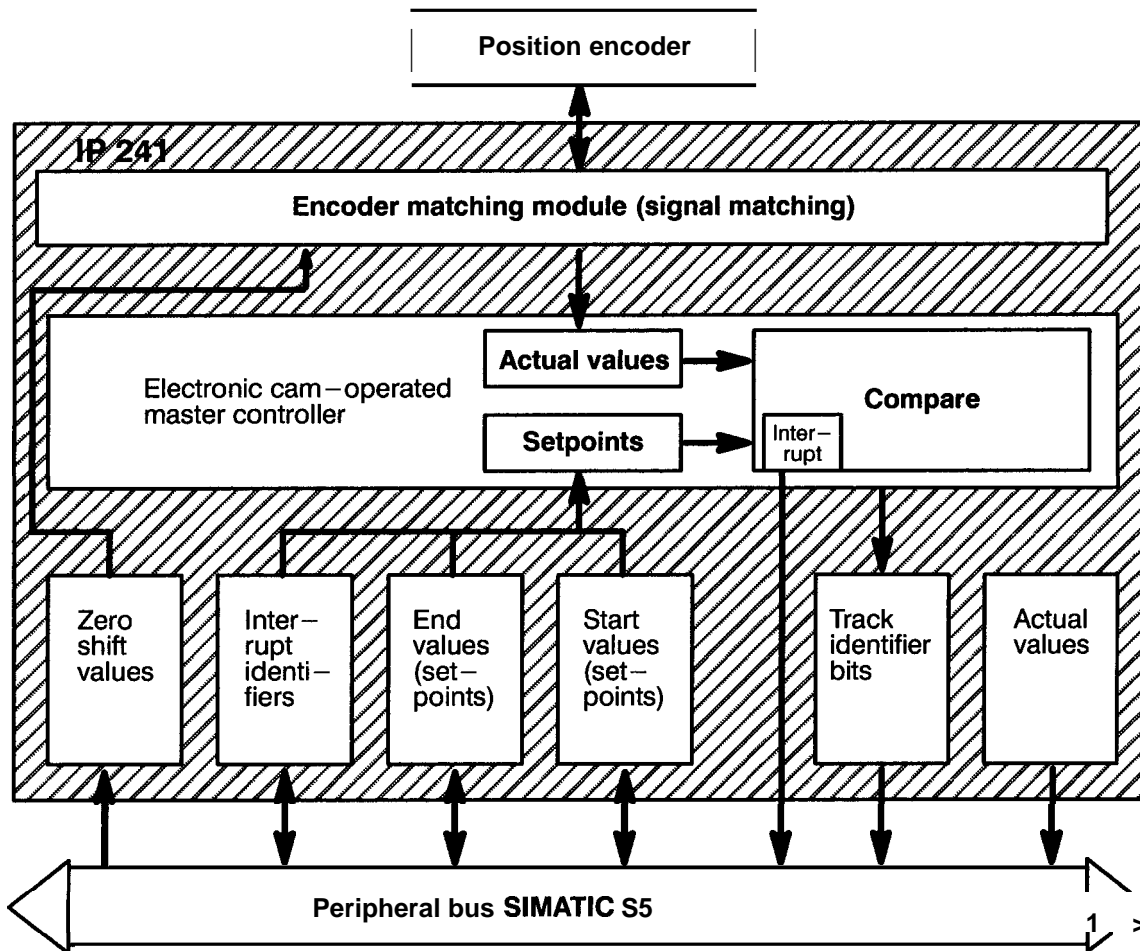 Position encoder
IP 241
Encoder matching module (signal matching)
Actual values
Electronic cam–operated
master controller
Compare
Setpoints
Inter–
rupt
Zero
shift
values
Inter–
rupt
identi–
fiers
End
values
(set–
points)
Start
values
(set–
points)
Track
identifier
bits
Actual
values
Peripheral bus SIMATIC S5
1 >